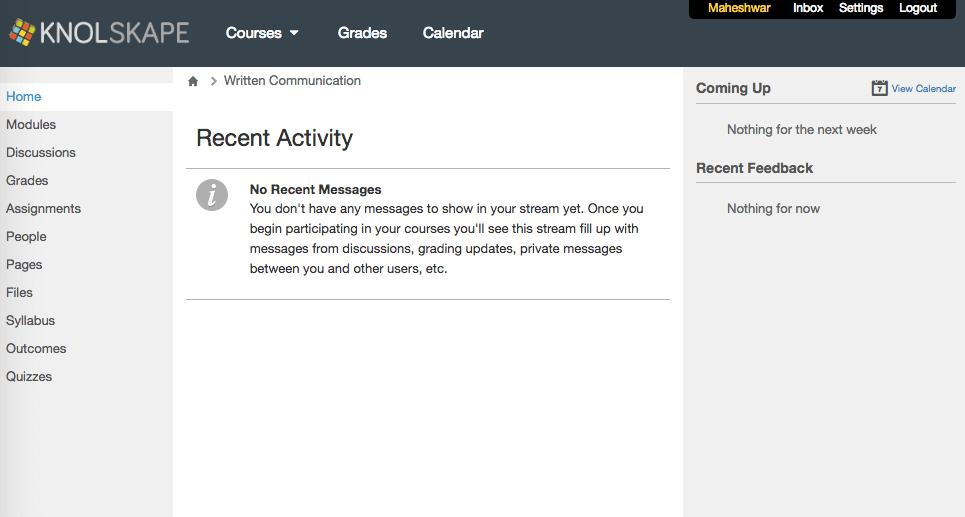 Maheshwar Inbox Settings Logout
KNOLSKAPE Courses Grades Calendar
Home
Modules
Discussions
Grades
Assignments
People
Pages
Files
Syllabus
Outcomes
Quizzes
Written Communication
Recent Activity
i
No Recent Messages
You don't have any messages to show in your stream yet. Once you
begin participating in your courses you'll see this stream fill up with
messages from discussions, grading updates, private messages
between you and other users, etc.
Coming Up
7 View Calendar
Nothing for the next week
Recent Feedback
Nothing for now